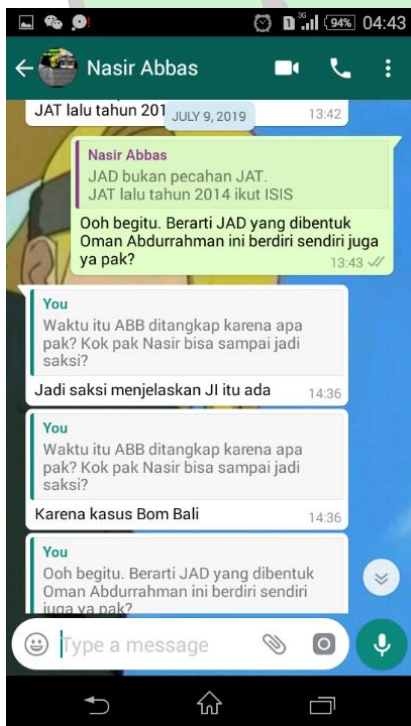 3G
94% 04:43
Nasir Abbas
JAT lalu tahun 201
13:42
JULY 9, 2019
Nasir Abbas
JAD bukan pecahan JAT.
JAT lalu tahun 2014 ikut ISIS
Ooh begitu. Berarti JAD yang dibentuk
Oman Abdurrahman ini berdiri sendiri juga
ya pak?
13:43
You
Waktu itu ABB ditangkap karena apa
pak? Kok pak Nasir bisa sampai jadi
saksi?
Jadi saksi menjelaskan JI itu ada
14:36
You
Waktu itu ABB ditangkap karena apa
pak? Kok pak Nasir bisa sampai jadi
saksi?
Karena kasus Bom Bali
14:36
You
Ooh begitu. Berarti JAD yang dibentuk
Oman Abdurrahman ini berdiri sendiri
juga ya pak?
Type a message